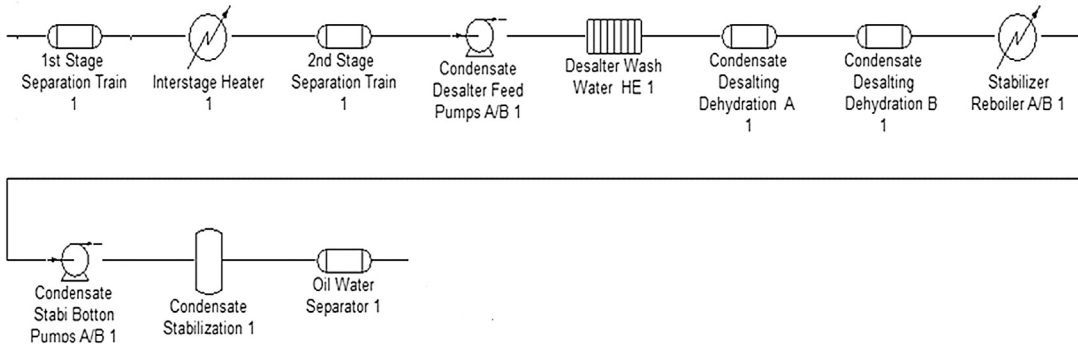 1st Stage
Separation Train
1
Interstage Heater
1
2nd Stage
Separation Train
1
Condensate
Desalter Feed
Pumps A/B 1
Desalter Wash
Water HE 1
Condensate
Desalting
Dehydration A
1
Condensate
Desalting
Dehydration B
1
Stabilizer
Reboiler A/B 1
Condensate
Stabi Botton
Pumps A/B 1
Condensate
Stabilization 1
Oil Water
Separator 1